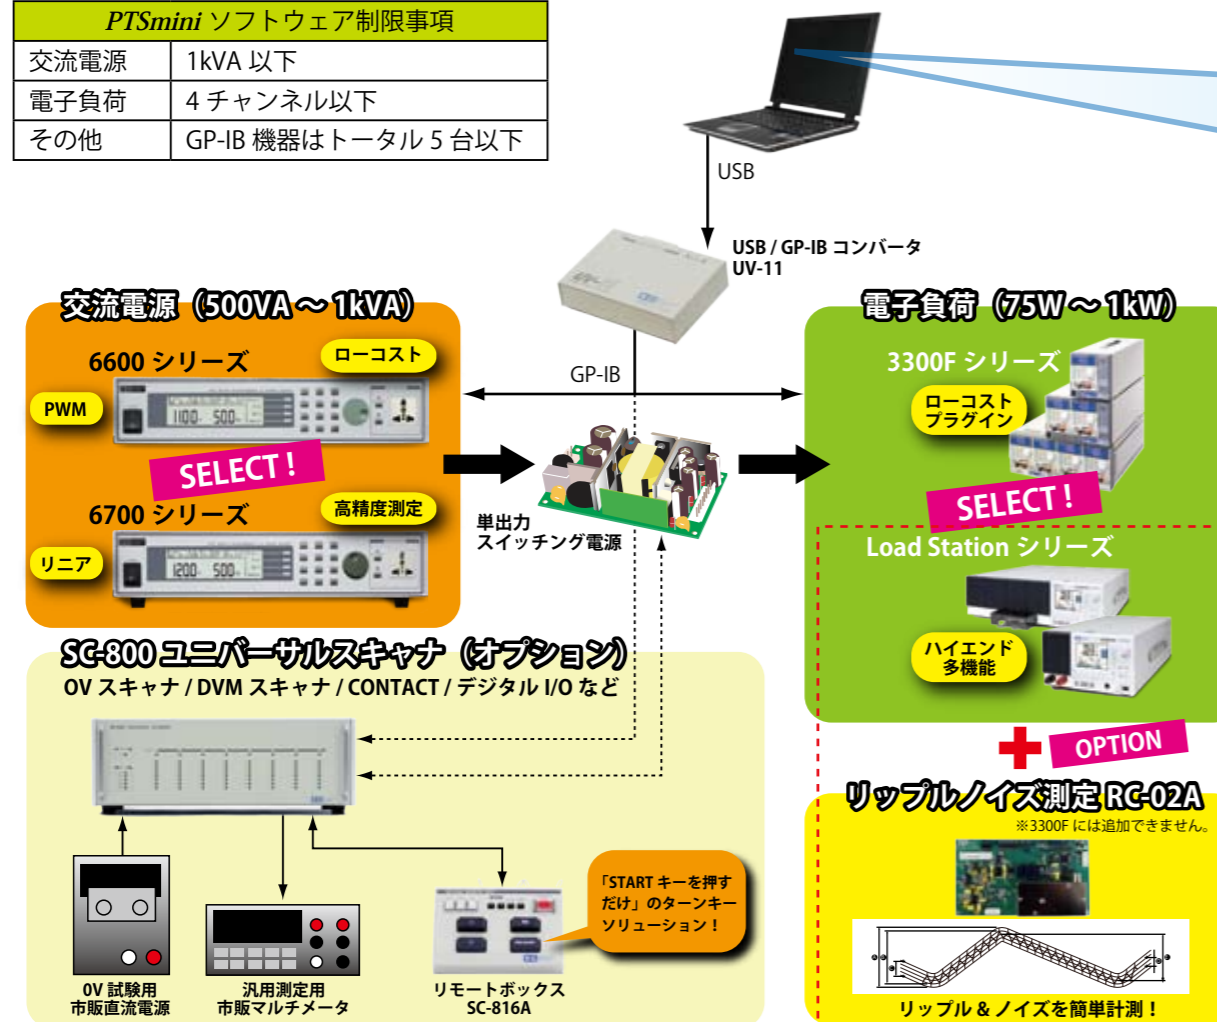 PTSmini ソフトウェア制限事項
交流電源 1kVA 以下
電子負荷 4 チャンネル以下
その他 GP-IB 機器はトータル 5 台以下
USB
USB / GP-IB コンバータ
UV-11
GP-IB
交流電源（500VA ～ 1kVA）
6600 シリーズ
ローコスト
PWM
SELECT !
6700 シリーズ
高精度測定
リニア
単出力
スイッチング電源
電子負荷（75W ～ 1kW）
3300F シリーズ
ローコスト
プラグイン
SELECT !
Load Station シリーズ
ハイエンド
多機能
OPTION
リップルノイズ測定 RC-02A
※3300F には追加できません。
リップル & ノイズを簡単計測！
SC-800 ユニバーサルスキャナ（オプション）
OV スキャナ / DVM スキャナ / CONTACT / デジタル I/O など
「START キーを押す
だけ」のターンキー
ソリューション！
0V 試験用
市販直流電源
汎用測定用
市販マルチメータ
リモートボックス
SC-816A